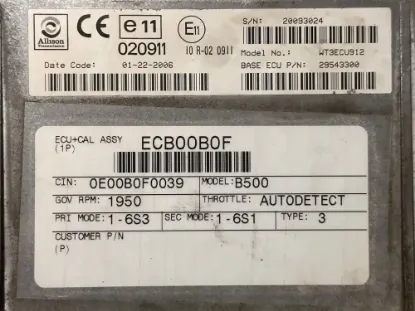 Allison
Transmission
CE
e11
020911
E11
10 R-02 0911
S/N: 20093024
Model No.: WT3ECU912
Date Code: 01-22-2006
BASE ECU P/N: 29543300
ECU+CAL ASSY ECB00B0F
(1P)
CIN: 0E00B0F0039 MODEL: B500
GOV RPM: 1950 THROTTLE: AUTODETECT
PRI MODE: 1-6S3 SEC MODE: 1-6S1 TYPE: 3
CUSTOMER P/N
(P)